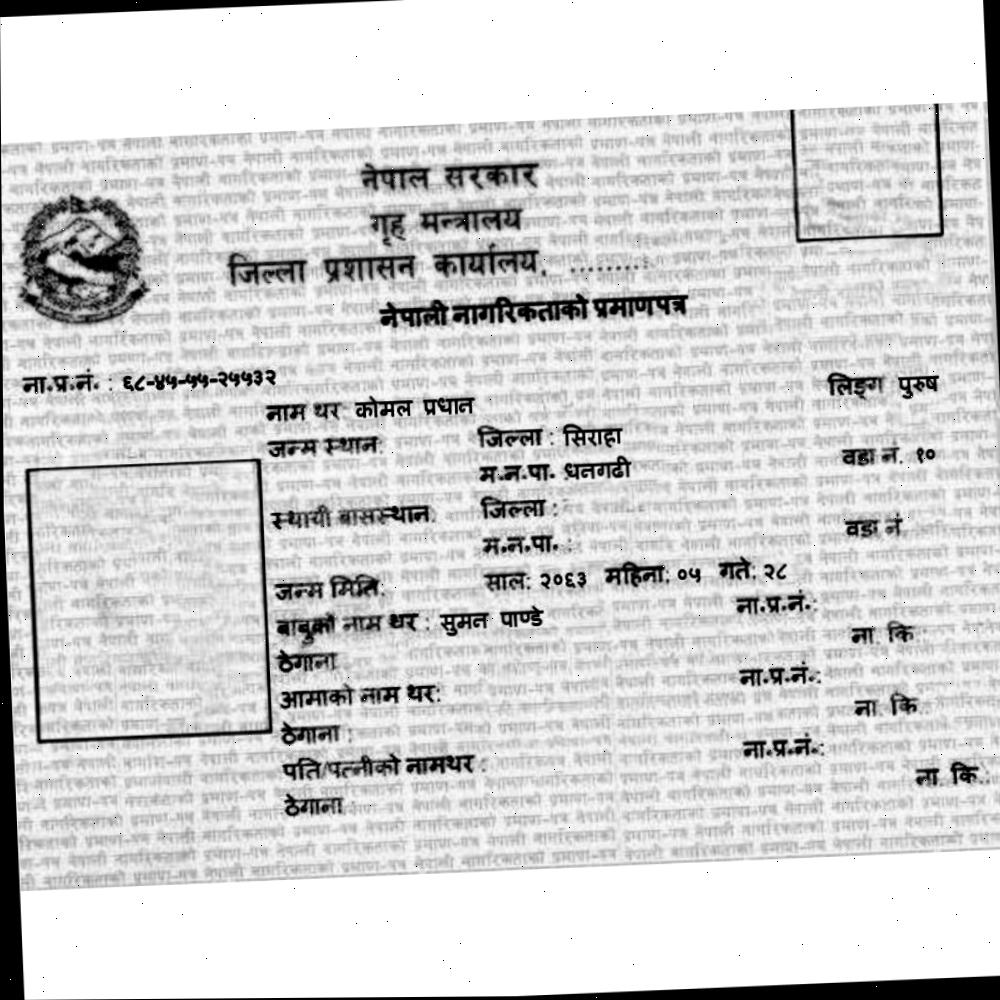 नेपाल सरकार
गृह मन्त्रालय
जिल्ला प्रशासन कार्यालय, .........
नेपाली नागरिकताको प्रमाणपत्र
ना.प्र.नं. : ६८-४५-५५-२५५३२
लिङ्ग पुरुष
नाम थर: कोमल प्रधान
जन्म स्थान: जिल्ला : सिराहा
म.न.पा. धनगढी वडा नं. १०
स्थायी बासस्थान: जिल्ला :
म.न.पा. : वडा नं
जन्म मिति: साल: २०६३ महिना: ०५ गते: २८
बाबुको नाम थर : सुमन पाण्डे ना.प्र.नं.:
ठेगाना ना. कि.:
आमाको नाम थर: ना.प्र.नं.:
ठेगाना : ना. कि.
पति/पत्नीको नामथर : ना.प्र.नं.:
ठेगाना : ना. कि.: